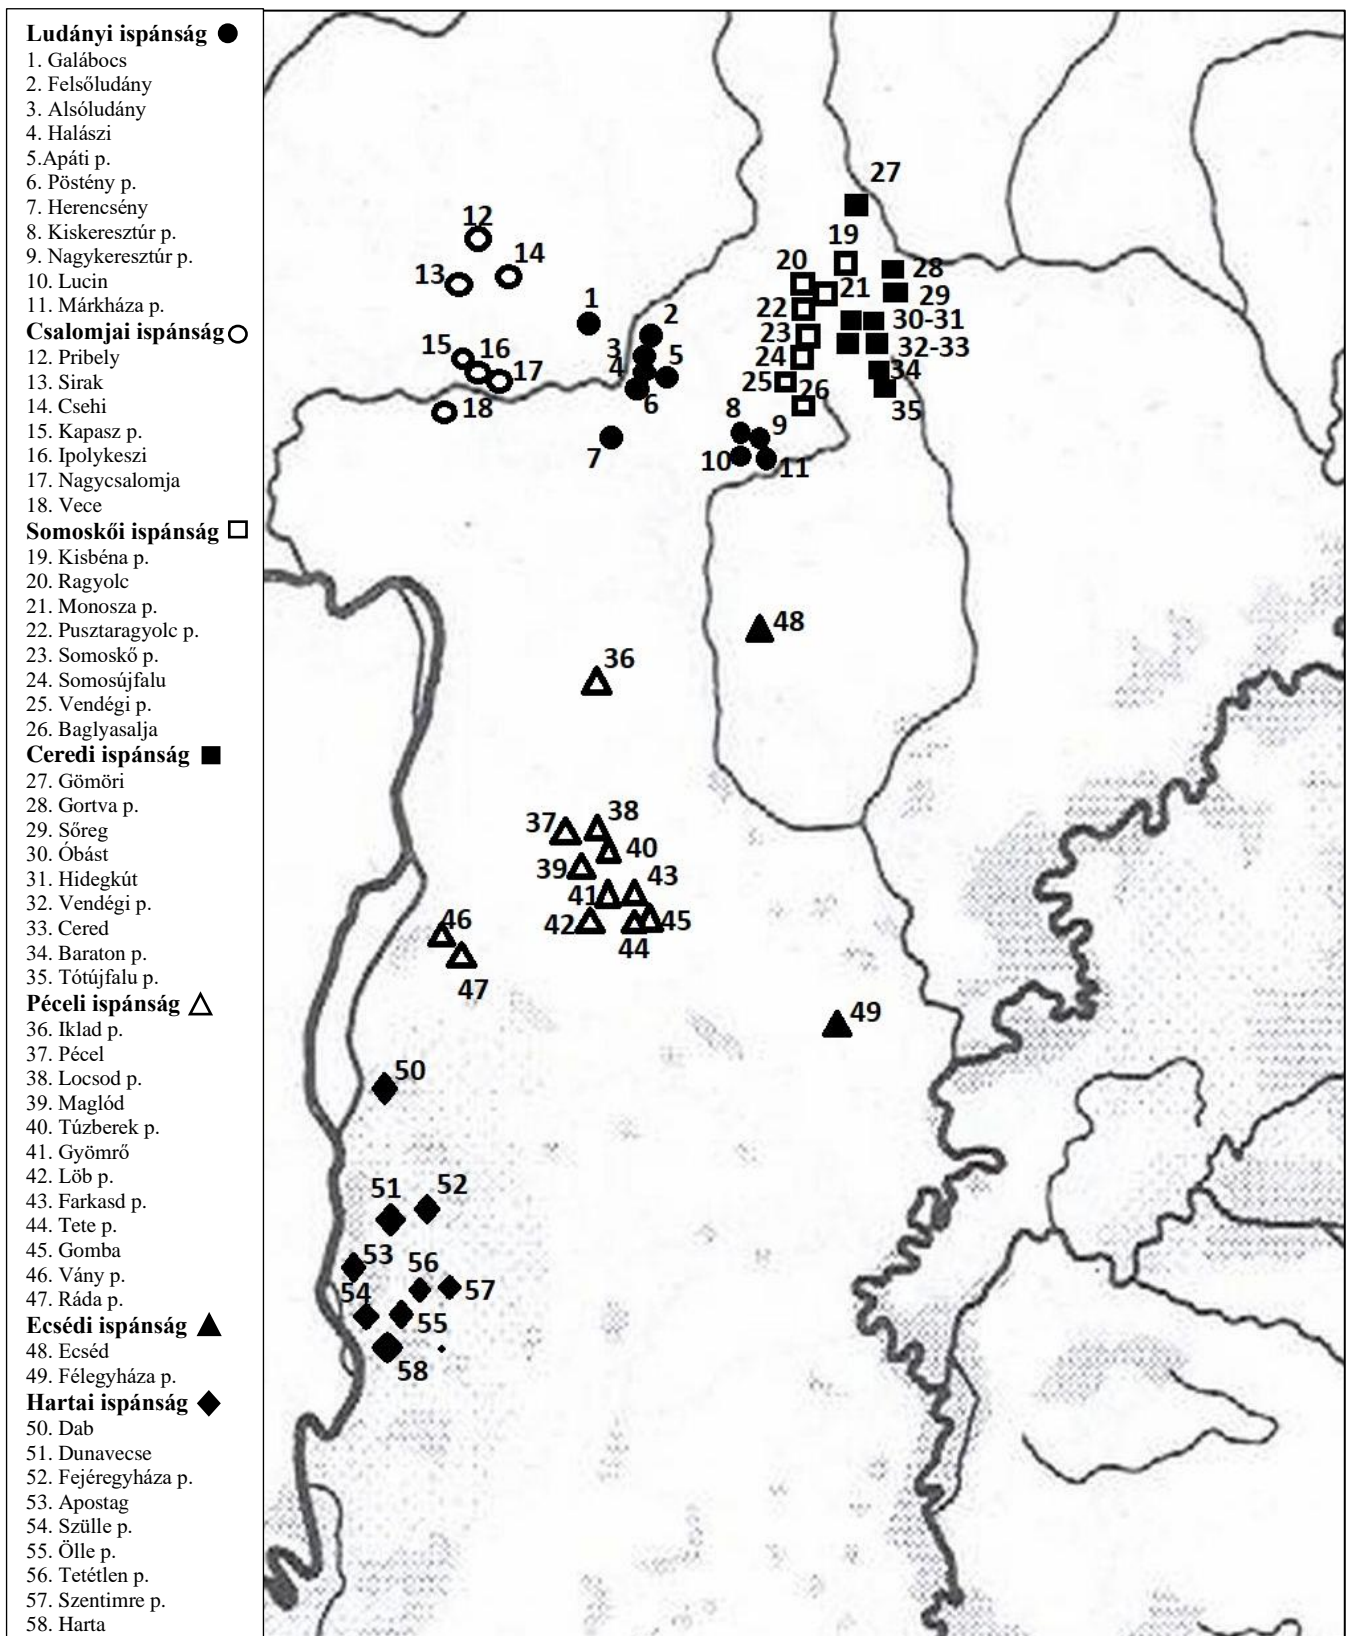 Ludányi ispánság
1. Galábocs
2. Felsőludány
3. Alsóludány
4. Halászi
5.Apáti p.
6. Pöstény p.
7. Herencsény
8. Kiskeresztúr p.
9. Nagykeresztúr p.
10. Lucin
11. Márkháza p.
Csalomjai ispánság
12. Pribely
13. Sirak
14. Csehi
15. Kapasz p.
16. Ipolykeszi
17. Nagycsalomja
18. Vece
Somoskői ispánság
19. Kisbéna p.
20. Ragyolc
21. Monosza p.
22. Pusztaragyolc p.
23. Somoskő p.
24. Somosújfalu
25. Vendégi p.
26. Baglyasalja
Ceredi ispánság
27. Gömöri
28. Gortva p.
29. Sőreg
30. Óbást
31. Hidegkút
32. Vendégi p.
33. Cered
34. Baraton p.
35. Tótújfalu p.
Péceli ispánság
36. Iklad p.
37. Pécel
38. Locsod p.
39. Maglód
40. Túzberek p.
41. Gyömrő
42. Löb p.
43. Farkasd p.
44. Tete p.
45. Gomba
46. Vány p.
47. Ráda p.
Ecsédi ispánság
48. Ecséd
49. Félegyháza p.
Hartai ispánság
50. Dab
51. Dunavecse
52. Fejéregyháza p.
53. Apostag
54. Szülle p.
55. Ölle p.
56. Tetétlen p.
57. Szentimre p.
58. Harta
27
12
19
14
13
20
28
21
29
1
22
30-31
2
23
32-33
3
15
16
5
24
34
4
17
25
26
35
6
18
8
9
7
10
11
48
36
37
38
40
39
43
41
46
42
45
44
47
49
50
51
52
53
56
57
54
55
58